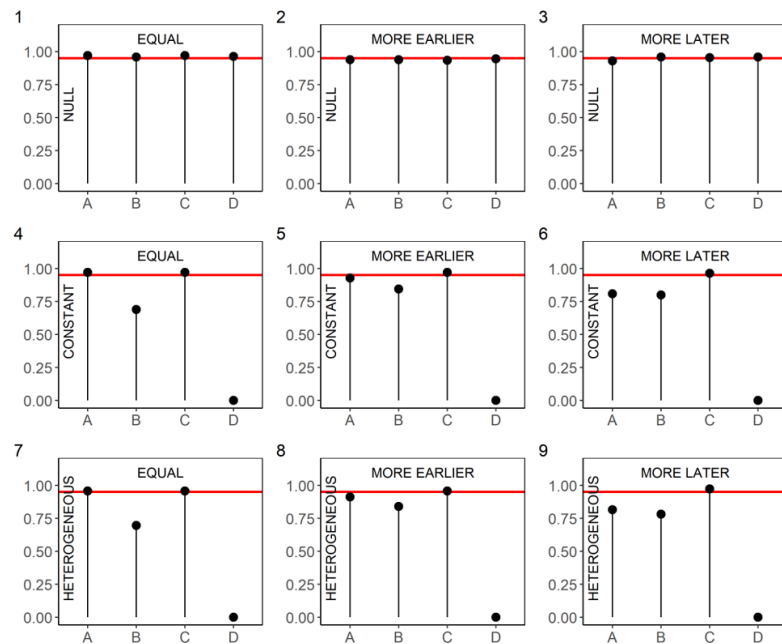 1 2 3
EQUAL MORE EARLIER MORE LATER
1.00 1.00 1.00
0.75 0.75 0.75
0.50 0.50 0.50
0.25 0.25 0.25
0.00 0.00 0.00
NULL NULL NULL
A B C D A B C D A B C D
4 5 6
EQUAL MORE EARLIER MORE LATER
1.00 1.00 1.00
0.75 0.75 0.75
0.50 0.50 0.50
0.25 0.25 0.25
0.00 0.00 0.00
CONSTANT CONSTANT CONSTANT
A B C D A B C D A B C D
7 8 9
EQUAL MORE EARLIER MORE LATER
1.00 1.00 1.00
0.75 0.75 0.75
0.50 0.50 0.50
0.25 0.25 0.25
0.00 0.00 0.00
HETEROGENEOUS HETEROGENEOUS HETEROGENEOUS
A B C D A B C D A B C D